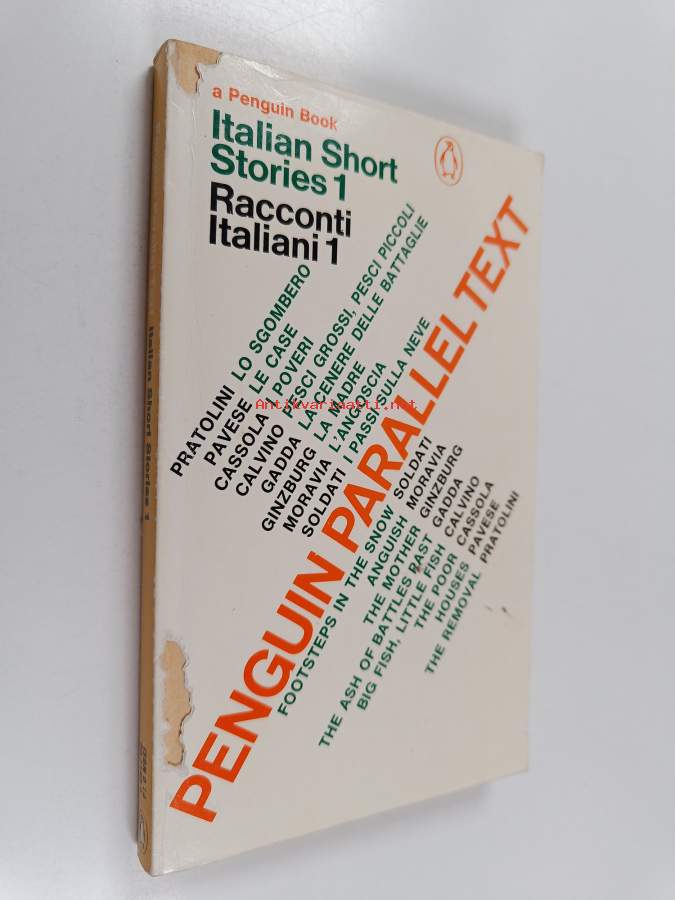 a Penguin Book
Italian Short
Stories 1
Racconti
Italiani 1
PRATOLINI LO SGOMBERO
PAVESE LE CASE
CASSOLA I POVERI
CALVINO PESCI GROSSI, PESCI PICCOLI
GADDA LA CENERE DELLE BATTAGLIE
GINZBURG LA MADRE
MORAVIA L'ANGOSCIA
SOLDATI I PASSI SULLA NEVE
PENGUIN PARALLEL TEXT
FOOTSTEPS IN THE SNOW SOLDATI
ANGUISH MORAVIA
THE MOTHER GINZBURG
THE ASH OF BATTLES PAST GADDA
BIG FISH, LITTLE FISH CALVINO
THE POOR CASSOLA
HOUSES PAVESE
THE REMOVAL PRATOLINI
Italian Short Stories 1
Antikvariaatti.net